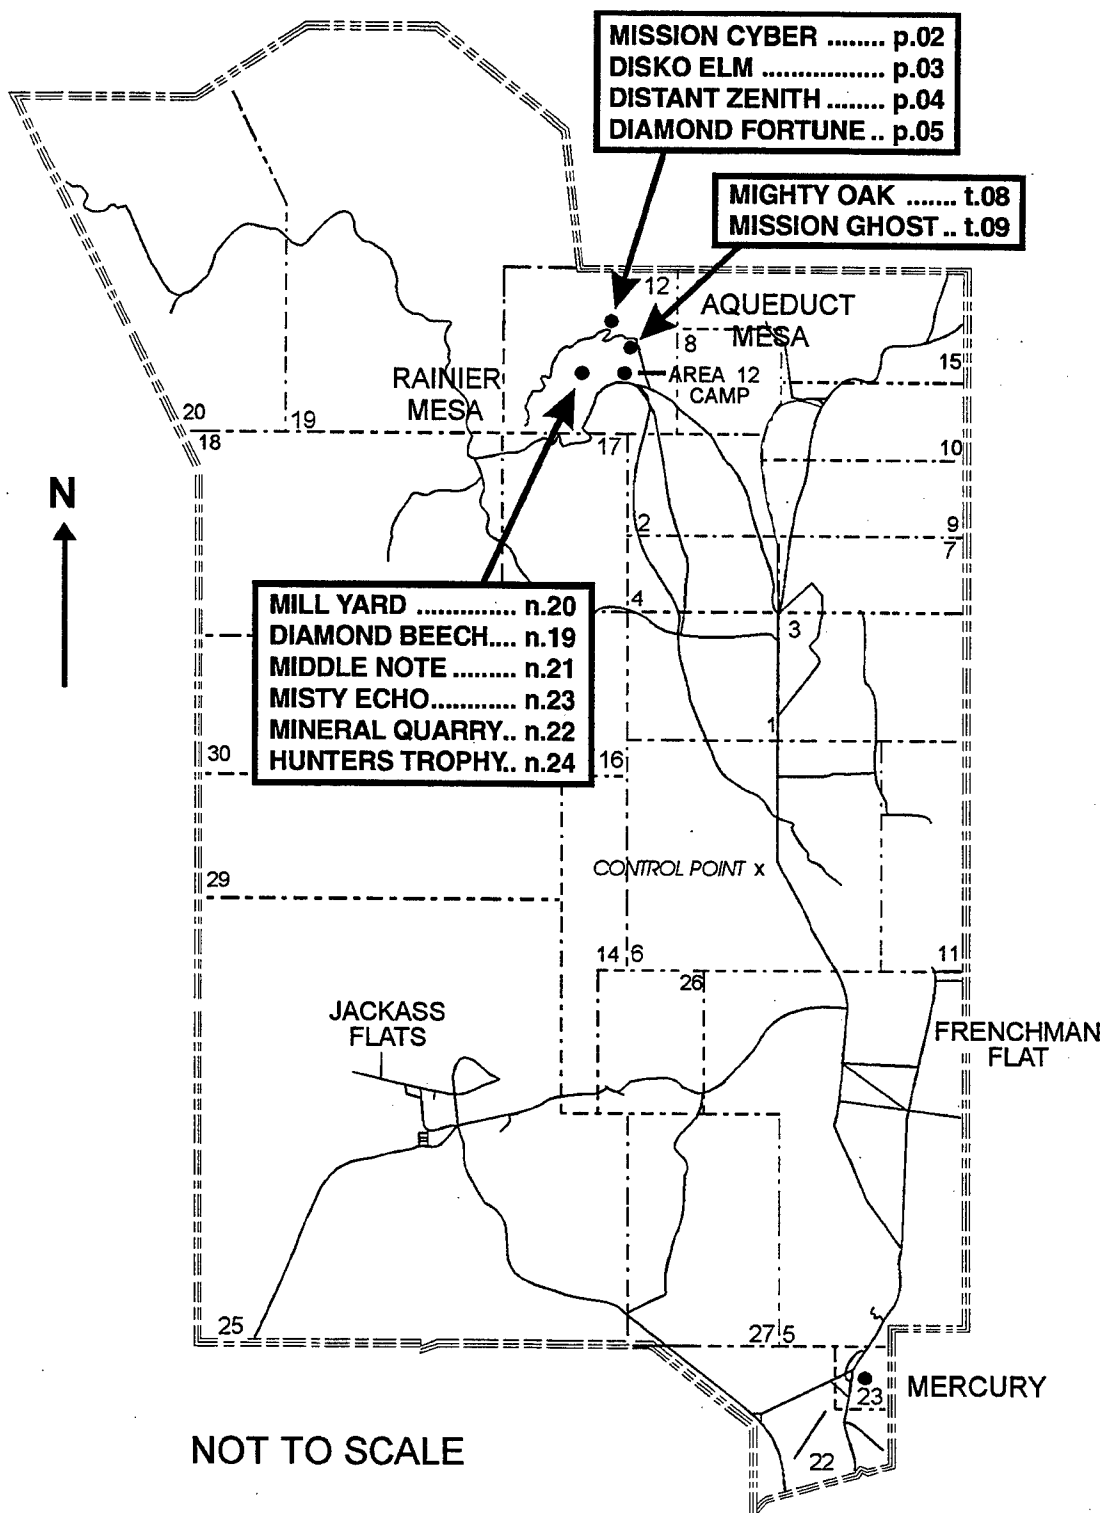 MISSION CYBER ........ p.02
DISKO ELM ................. p.03
DISTANT ZENITH ........ p.04
DIAMOND FORTUNE .. p.05
MIGHTY OAK ....... t.08
MISSION GHOST .. t.09
12
AQUEDUCT
MESA
8
15
RAINIER
MESA
AREA 12
CAMP
20
19
18
17
10
N
2
9
7
MILL YARD .............. n.20
DIAMOND BEECH.... n.19
MIDDLE NOTE ......... n.21
MISTY ECHO............. n.23
MINERAL QUARRY.. n.22
HUNTERS TROPHY.. n.24
4
3
1
30
16
CONTROL POINT x
29
14
6
26
11
JACKASS
FLATS
FRENCHMAN
FLAT
25
27
5
23
MERCURY
NOT TO SCALE
22